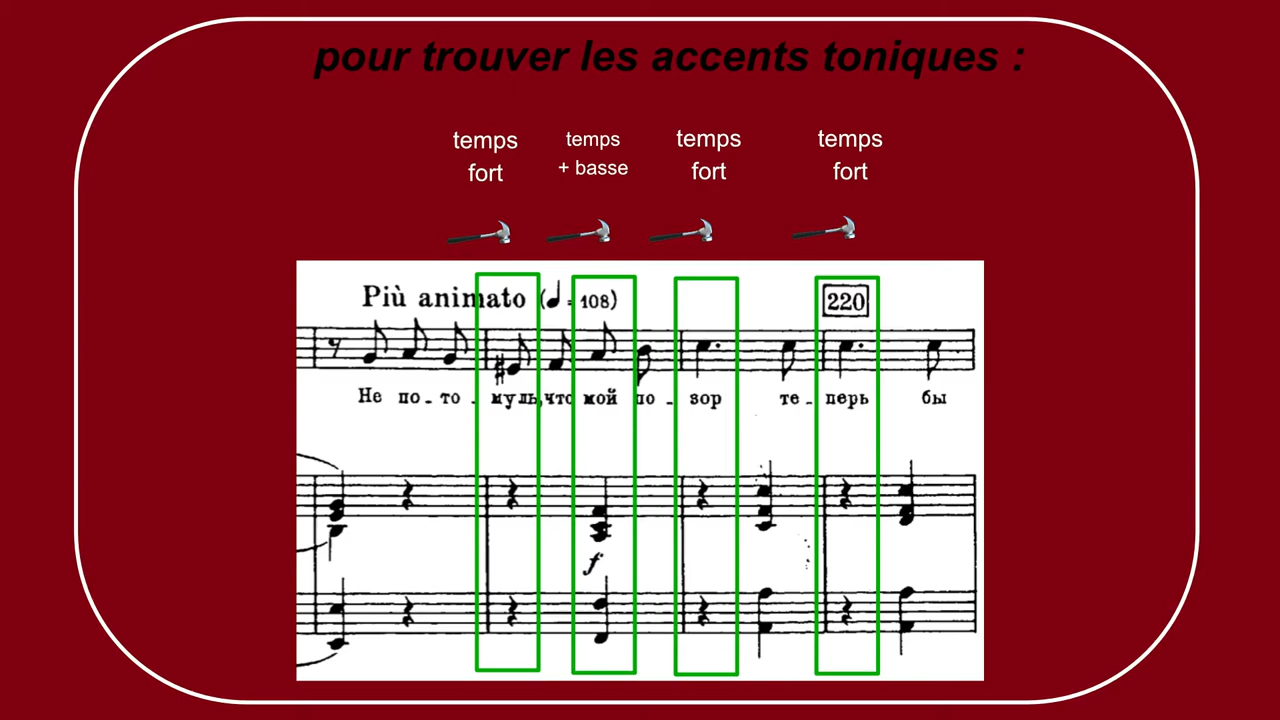 pour trouver les accents toniques :
temps
fort
temps
+ basse
temps
fort
temps
fort
Più animato (♩ = 108)
220
Не по - то - муль, что мой по - зор те - перь бы
f